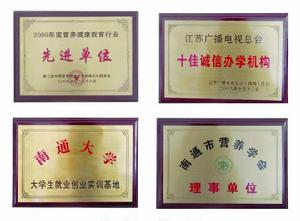 2008年度营养健康教育行业
先进单位
江苏广播电视总台
十佳诚信办学机构
南通大学
大学生就业创业实训基地
南通市营养学会
理事单位